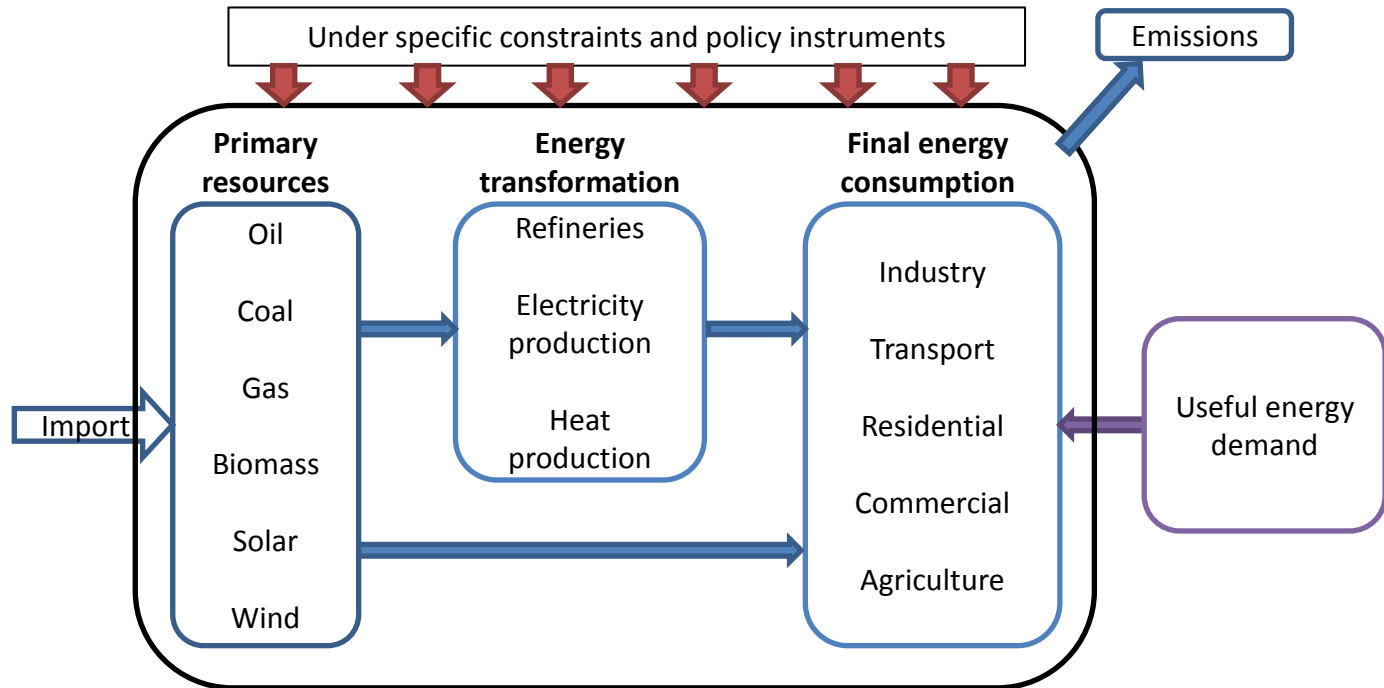 Under specific constraints and policy instruments
Emissions
Primary
resources
Energy
transformation
Final energy
consumption
Oil
Coal
Gas
Biomass
Solar
Wind
Refineries
Electricity
production
Heat
production
Industry
Transport
Residential
Commercial
Agriculture
Import
Useful energy
demand